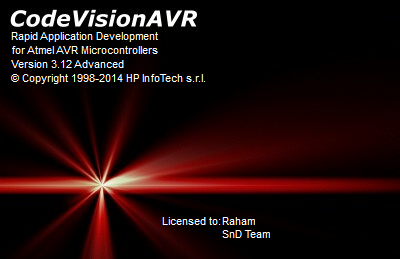 CodeVisionAVR
Rapid Application Development
for Atmel AVR Microcontrollers
Version 3.12 Advanced
© Copyright 1998-2014 HP InfoTech s.r.l.
Licensed to: Raham
SnD Team